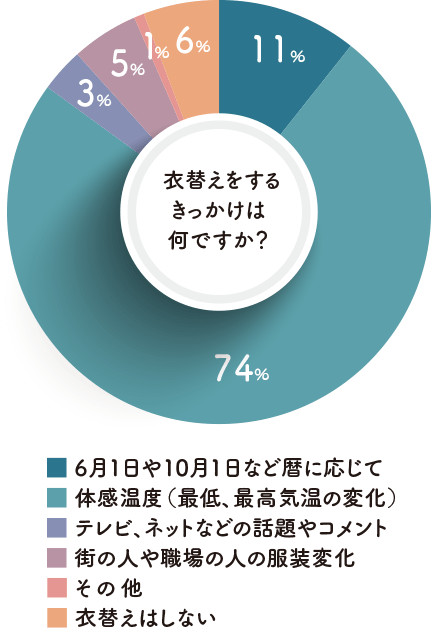 11%
74%
3%
5%
1%
6%
衣替えをする
きっかけは
何ですか?
6月1日や10月1日など暦に応じて
体感温度（最低、最高気温の変化）
テレビ、ネットなどの話題やコメント
街の人や職場の人の服装変化
その他
衣替えはしない